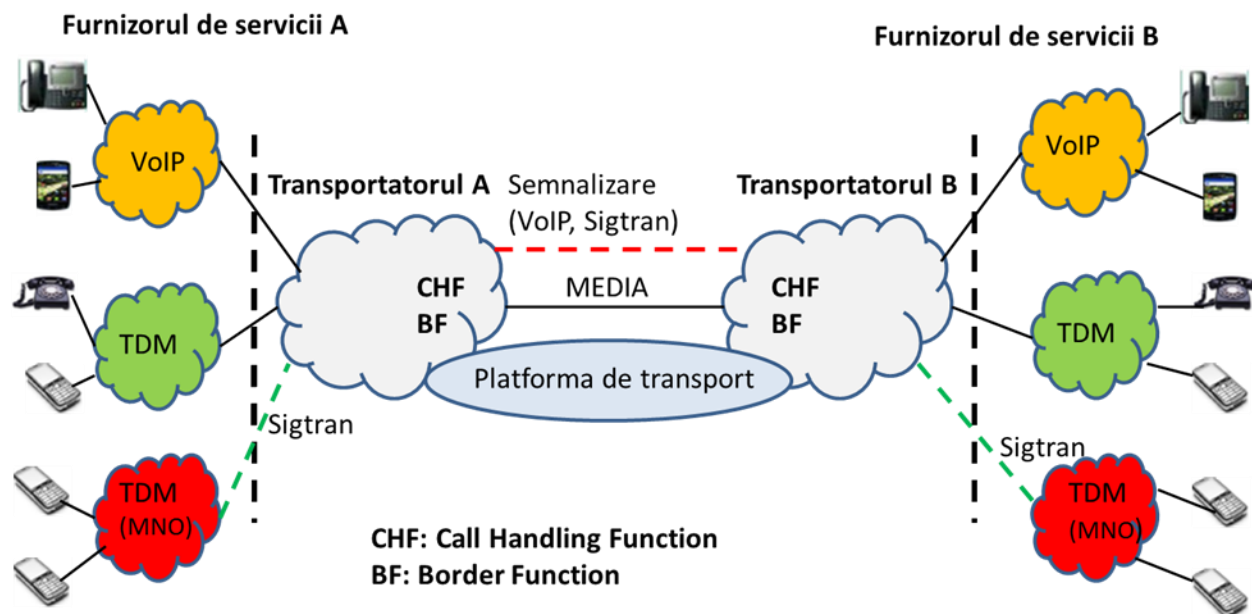 Furnizorul de servicii A
Furnizorul de servicii B
VoIP
VoIP
Transportatorul A
Semnalizare
(VoIP, Sigtran)
Transportatorul B
CHF
BF
MEDIA
CHF
BF
TDM
TDM
Platforma de transport
Sigtran
Sigtran
TDM
(MNO)
TDM
(MNO)
CHF: Call Handling Function
BF: Border Function